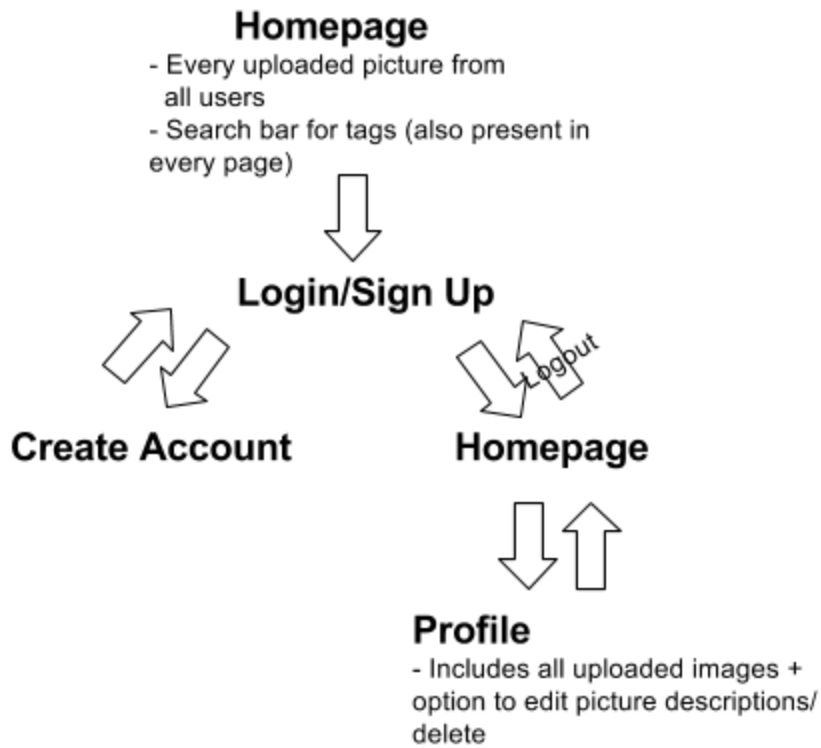 Homepage
- Every uploaded picture from
all users
- Search bar for tags (also present in
every page)
Login/Sign Up
Logout
Create Account
Homepage
Profile
- Includes all uploaded images +
option to edit picture descriptions/
delete